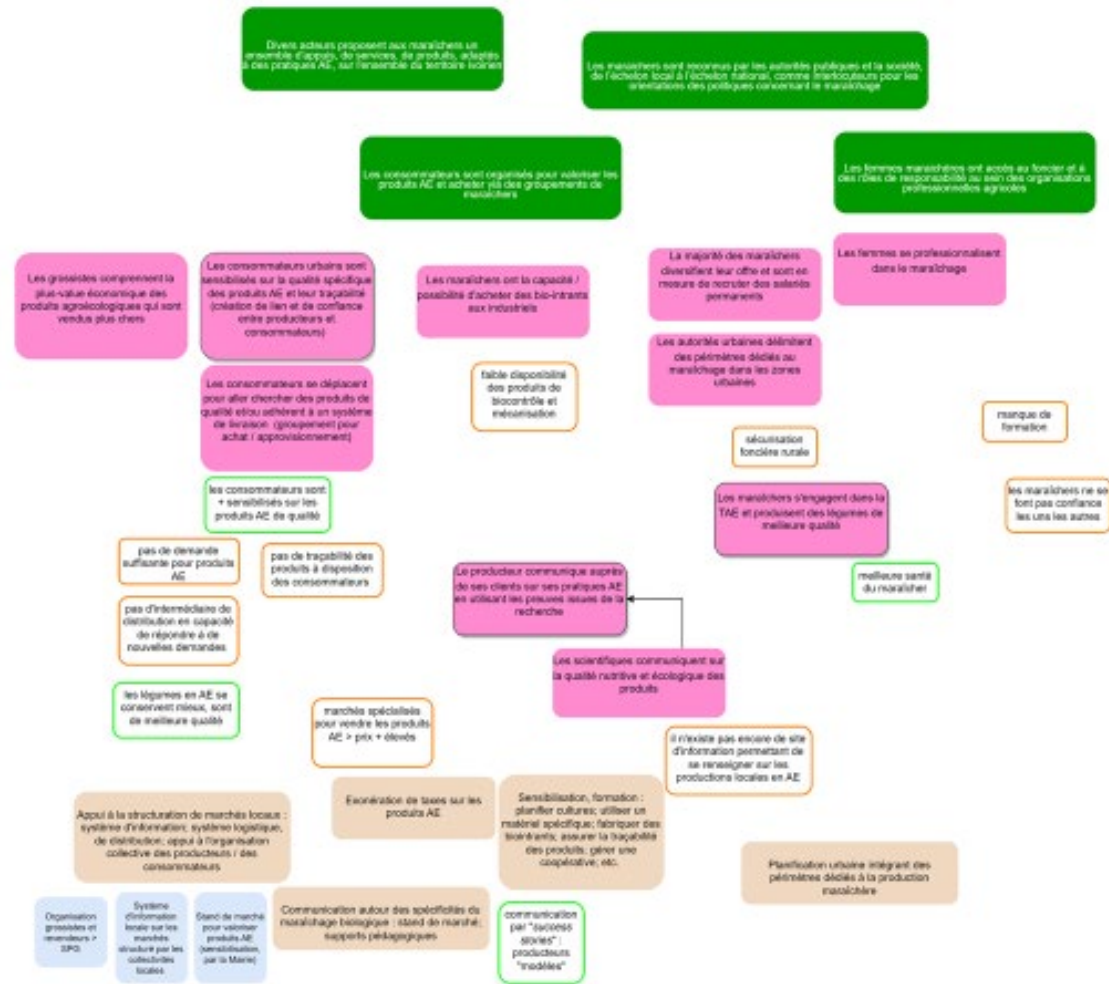 Divers acteurs proposent aux maraîchers un
ensemble d'appuis, de services, de produits, adaptés
à des pratiques AE, sur l'ensemble du territoire ivoirien
Les maraichers sont reconnus par les autorités publiques et la société,
de l'échelon local à l'échelon national, comme interlocuteurs pour les
orientations des politiques concernant le maraîchage
Les consommateurs sont organisés pour valoriser les
produits AE et acheter via des groupements de
maraîchers
Les femmes maraichères ont accès au foncier et à
des rôles de responsabilité au sein des organisations
professionnelles agricoles
Les grossistes comprennent la
plus-value économique des
produits agroécologiques qui sont
vendus plus chers
Les consommateurs urbains sont
sensibilisés sur la qualité spécifique
des produits AE et leur traçabilité
(création de lien et de confiance
entre producteurs et
consommateurs)
Les maraîchers ont la capacité /
possibilité d'acheter des bio-intrants
aux industriels
La majorité des maraîchers
diversifient leur offre et sont en
mesure de recruter des salariés
permanents
Les femmes se professionnalisent
dans le maraîchage
Les autorités urbaines délimitent
des périmètres dédiés au
maraîchage dans les zones
urbaines
Les consommateurs se déplacent
pour aller chercher des produits
de qualité et/ou adhérent à un système
de livraison (groupement pour
achat / approvisionnement)
faible disponibilité
des produits de
biocontrôle et
mécanisation
manque de
formation
sécurisation
foncière rurale
les consommateurs sont
+ sensibilisés sur les
produits AE de qualité
Les maraîchers s'engagent dans la
TAE et produisent des légumes de
meilleure qualité
les maraîchers ne se
font pas confiance
les uns les autres
pas de demande
suffisante pour produits
AE
pas de traçabilité des
produits à disposition
des consommateurs
Le producteur communique auprès
de ses clients sur ses pratiques AE
en utilisant les preuves issues de la
recherche
meilleure santé
du maraîcher
pas d'intermédiaire de
distribution en capacité
de répondre à de
nouvelles demandes
Les scientifiques communiquent sur
la qualité nutritive et écologique des
produits
les légumes en AE se
conservent mieux, sont
de meilleure qualité
marchés spécialisés
pour vendre les produits
AE > prix + élevés
il n'existe pas encore de site
d'information permettant de
se renseigner sur les
productions locales en AE
Appui à la structuration de marchés locaux :
système d'information; système logistique,
de distribution; appui à l'organisation
collective des producteurs / des
consommateurs
Exonération de taxes sur les
produits AE
Sensibilisation, formation :
planifier cultures; utiliser un
matériel spécifique; fabriquer des
biointrants; assurer la traçabilité
des produits; gérer une
coopérative; etc.
Planification urbaine intégrant des
périmètres dédiés à la production
maraîchère
Organisation
grossistes et
revendeurs >
SPG
Système
d'information
locale sur les
marchés
structuré par les
collectivités
locales
Stand de marché
pour valoriser
produits AE
(sensibilisation,
par la Mairie)
Communication autour des spécificités du
maraîchage biologique : stand de marché;
supports pédagogiques
communication
par "success
stories" :
producteurs
"modèles"